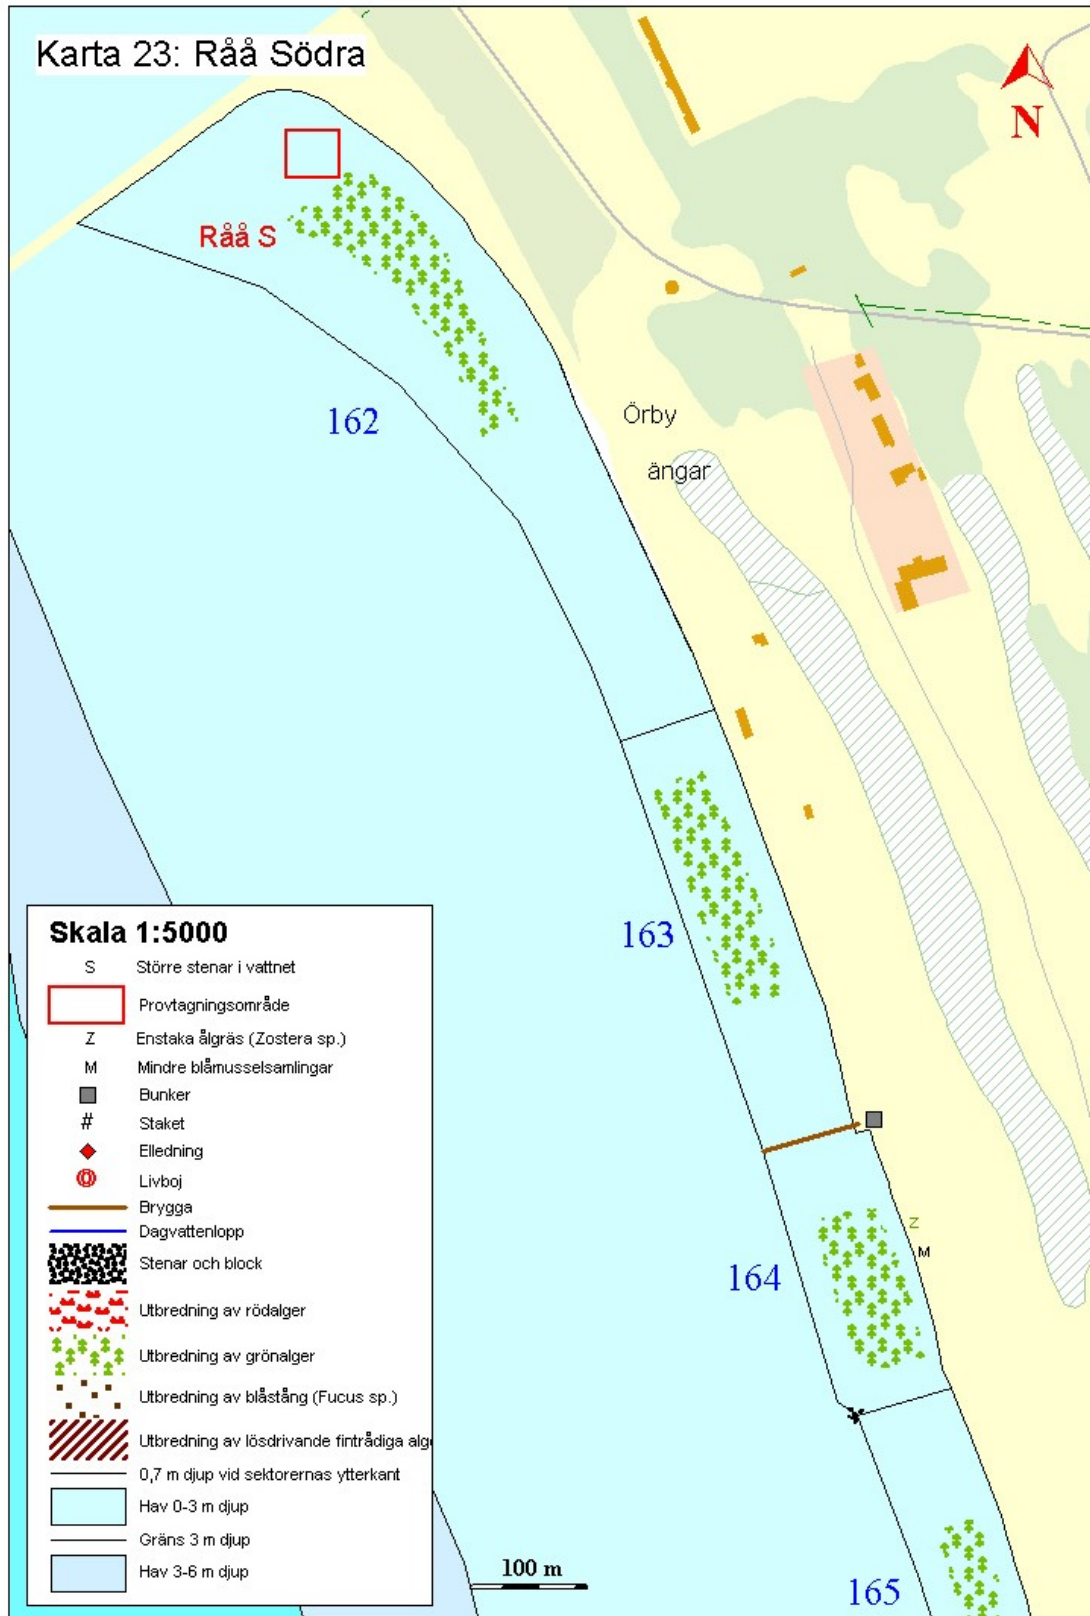 Karta 23: Råå Södra
N
Råå S
162
Örby
ängar
163
164
Z
M
165
100 m
Skala 1:5000
S Större stenar i vattnet
Provtagningsområde
Z Enstaka ålgräs (Zostera sp.)
M Mindre blåmusselsamlingar
Bunker
# Staket
Elledning
Livboj
Brygga
Dagvattenlopp
Stenar och block
Utbredning av rödalger
Utbredning av grönalger
Utbredning av blåstång (Fucus sp.)
Utbredning av lösdrivande fintrådiga alg
0,7 m djup vid sektorernas ytterkant
Hav 0-3 m djup
Gräns 3 m djup
Hav 3-6 m djup